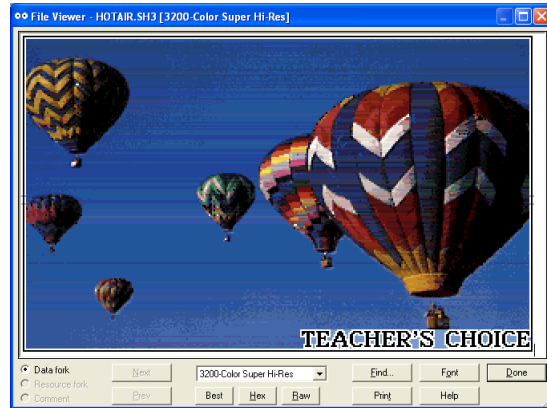 File Viewer - HOTAIR.SH3 [3200-Color Super Hi-Res]
TEACHER'S CHOICE
Data fork
Resource fork
Comment
Next
Prev
3200-Color Super Hi-Res
Best Hex Raw
Find... Font Done
Print Help